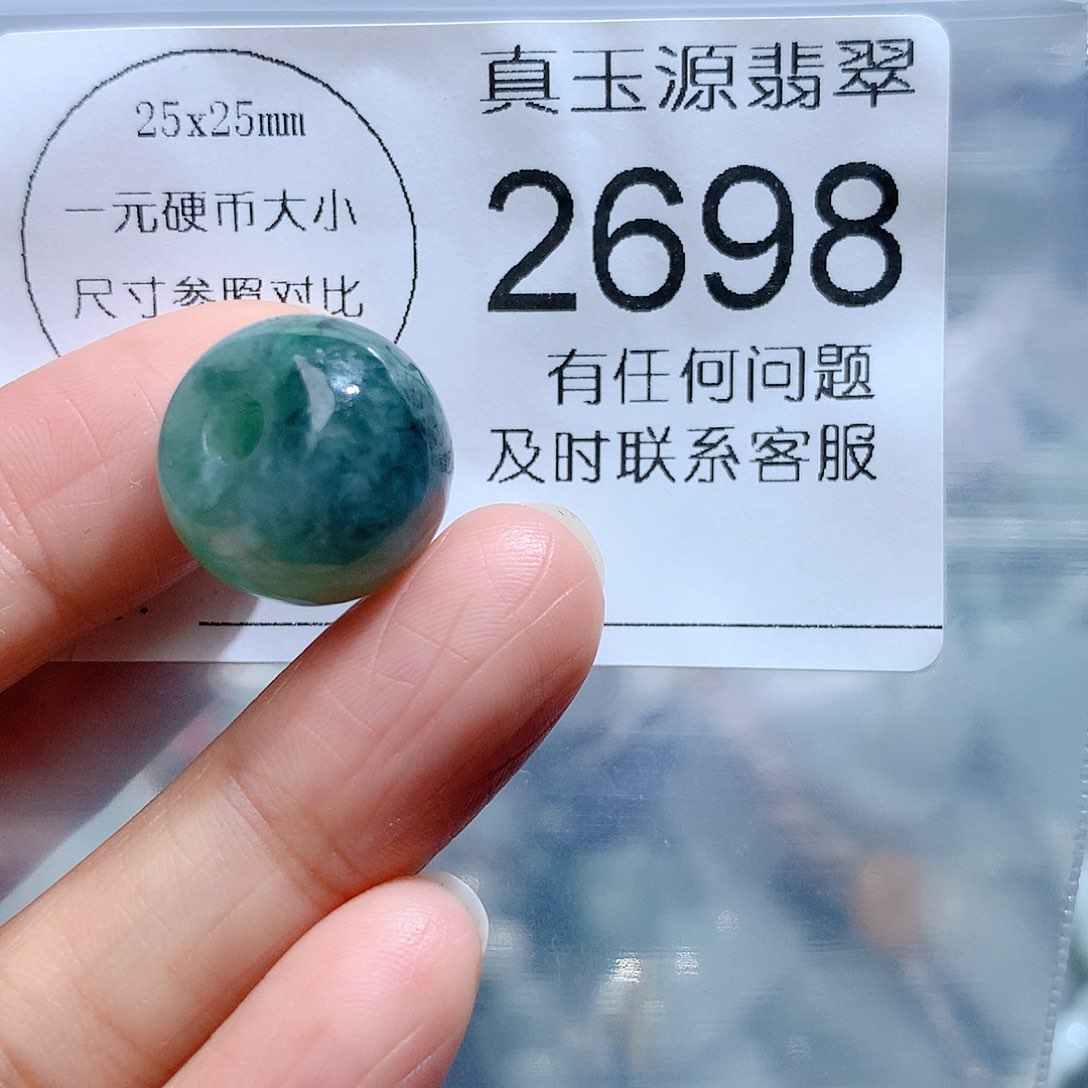 25x25mm
一元硬币大小
尺寸参照对比
真玉源翡翠
2698
有任何问题
及时联系客服